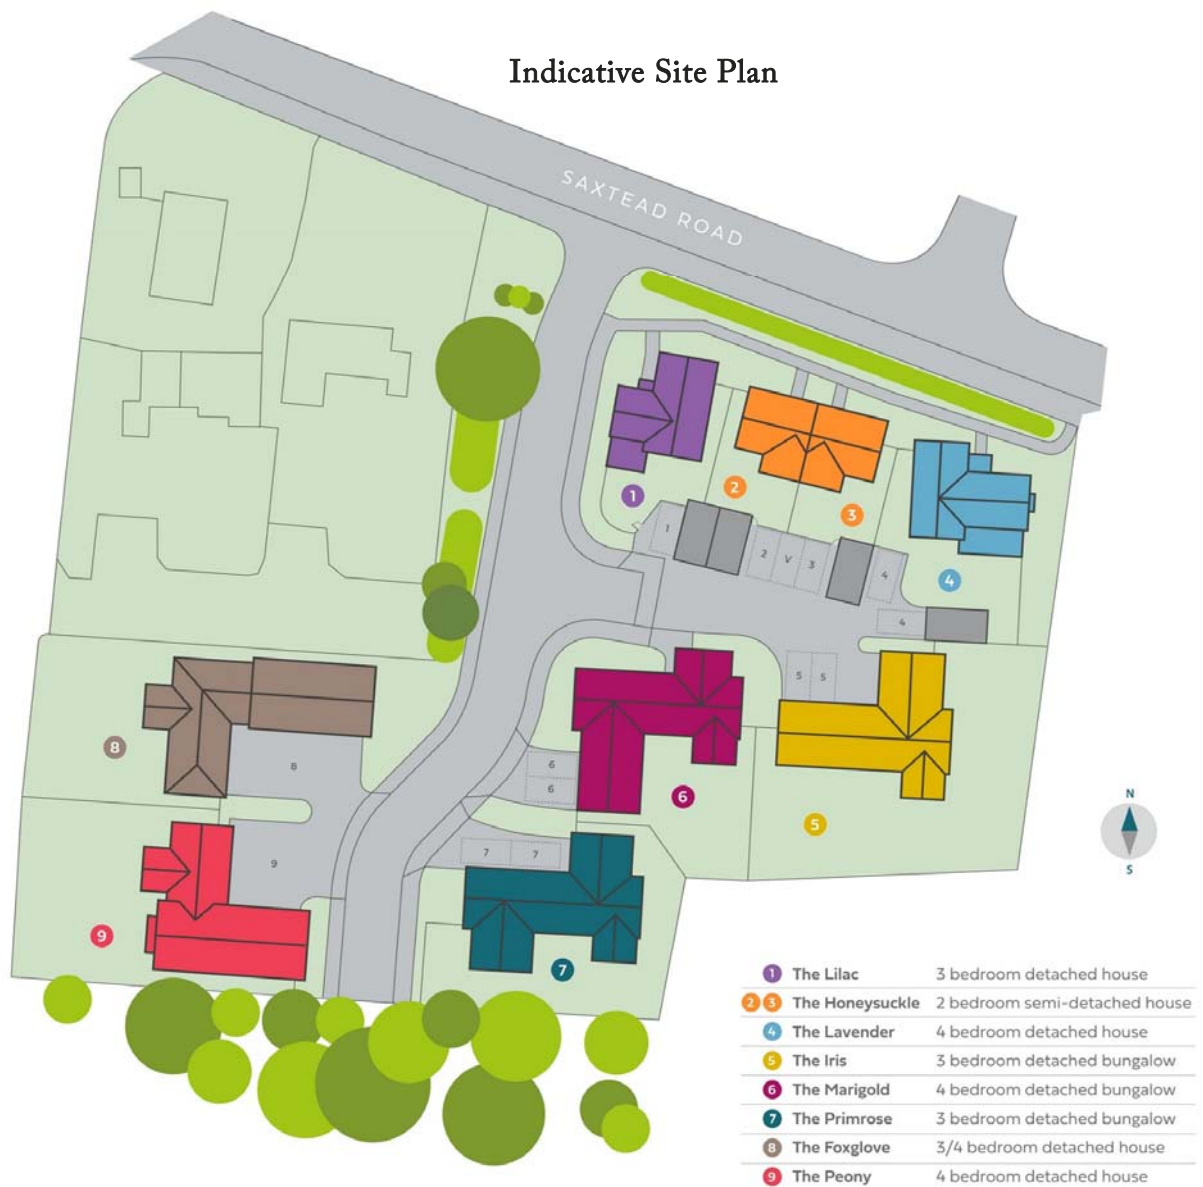 Indicative Site Plan
SAXTEAD ROAD
1
2
3
4
1
2
V
3
4
4
5
5
8
8
6
6
6
5
N
S
9
7
7
9
7
1 The Lilac 3 bedroom detached house
2 3 The Honeysuckle 2 bedroom semi-detached house
4 The Lavender 4 bedroom detached house
5 The Iris 3 bedroom detached bungalow
6 The Marigold 4 bedroom detached bungalow
7 The Primrose 3 bedroom detached bungalow
8 The Foxglove 3/4 bedroom detached house
9 The Peony 4 bedroom detached house